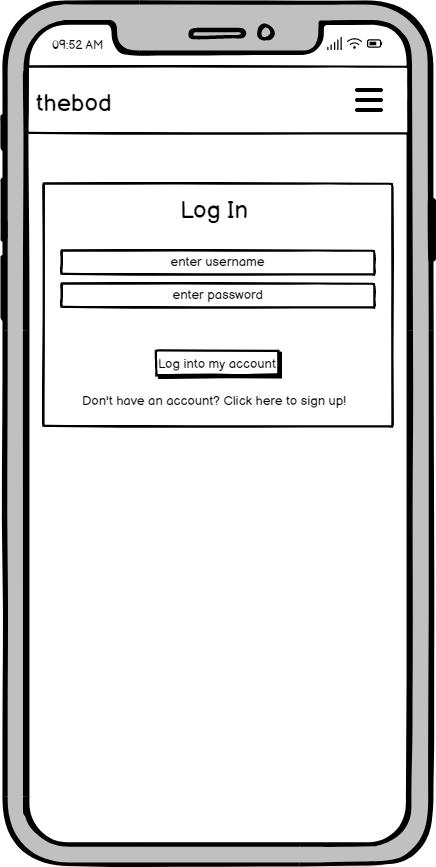 09:52 AM
thebod
Log In
enter username
enter password
Log into my account
Don't have an account? Click here to sign up!